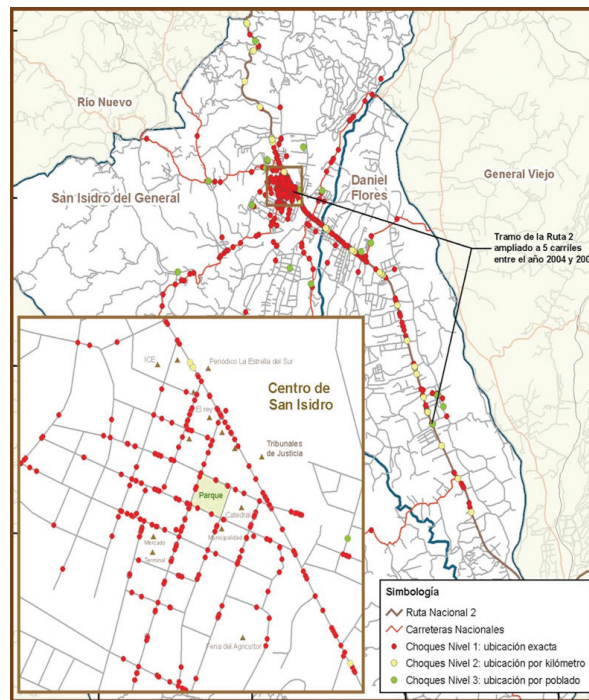 Rio Nuevo
San Isidro del General
Daniel
Flores
General Viejo
Tramo de la Ruta 2
ampliado a 5 carriles
entre el año 2004 y 200
Centro de
San Isidro
ICE
Periódico La Estrella del Sur
El rey
Tribunales
de Justicia
Parque
Catedral
Municipalidad
Mercado
Terminal
Feria del Agricultor
Simbología
Ruta Nacional 2
Carreteras Nacionales
Choques Nivel 1: ubicación exacta
Choques Nivel 2: ubicación por kilómetro
Choques Nivel 3: ubicación por poblado